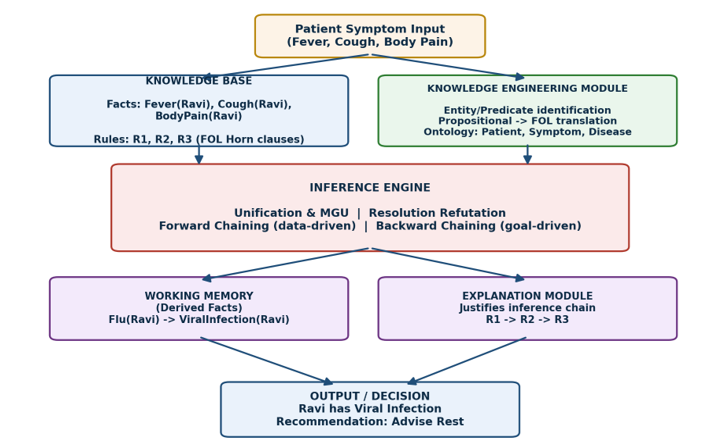 Patient Symptom Input
(Fever, Cough, Body Pain)
KNOWLEDGE BASE
Facts: Fever(Ravi), Cough(Ravi),
BodyPain(Ravi)
Rules: R1, R2, R3 (FOL Horn clauses)
KNOWLEDGE ENGINEERING MODULE
Entity/Predicate identification
Propositional -> FOL translation
Ontology: Patient, Symptom, Disease
INFERENCE ENGINE
Unification & MGU | Resolution Refutation
Forward Chaining (data-driven) | Backward Chaining (goal-driven)
WORKING MEMORY
(Derived Facts)
Flu(Ravi) -> ViralInfection(Ravi)
EXPLANATION MODULE
Justifies inference chain
R1 -> R2 -> R3
OUTPUT / DECISION
Ravi has Viral Infection
Recommendation: Advise Rest